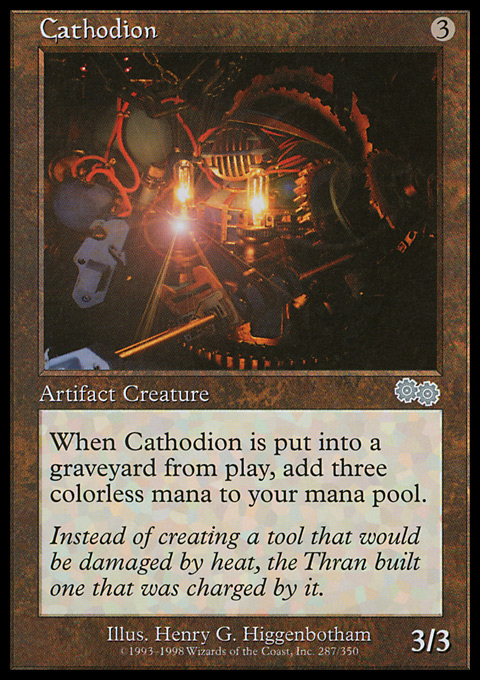 Cathodion 3
Artifact Creature
When Cathodion is put into a
graveyard from play, add three
colorless mana to your mana pool.
Instead of creating a tool that would
be damaged by heat, the Thran built
one that was charged by it.
Illus. Henry G. Higgenbotham
©1993–1998 Wizards of the Coast, Inc. 287/350
3/3